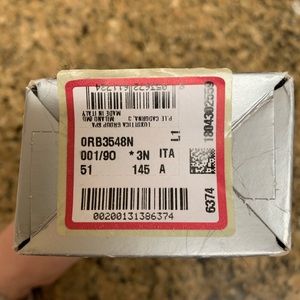 LUXOTTICA GROUP SPA
P.LE CADORNA, 3
MILANO (MI)
MADE IN ITALY
0RB3548N
L1
001/90 *3N ITA
51 145 A
00200131386374
6374